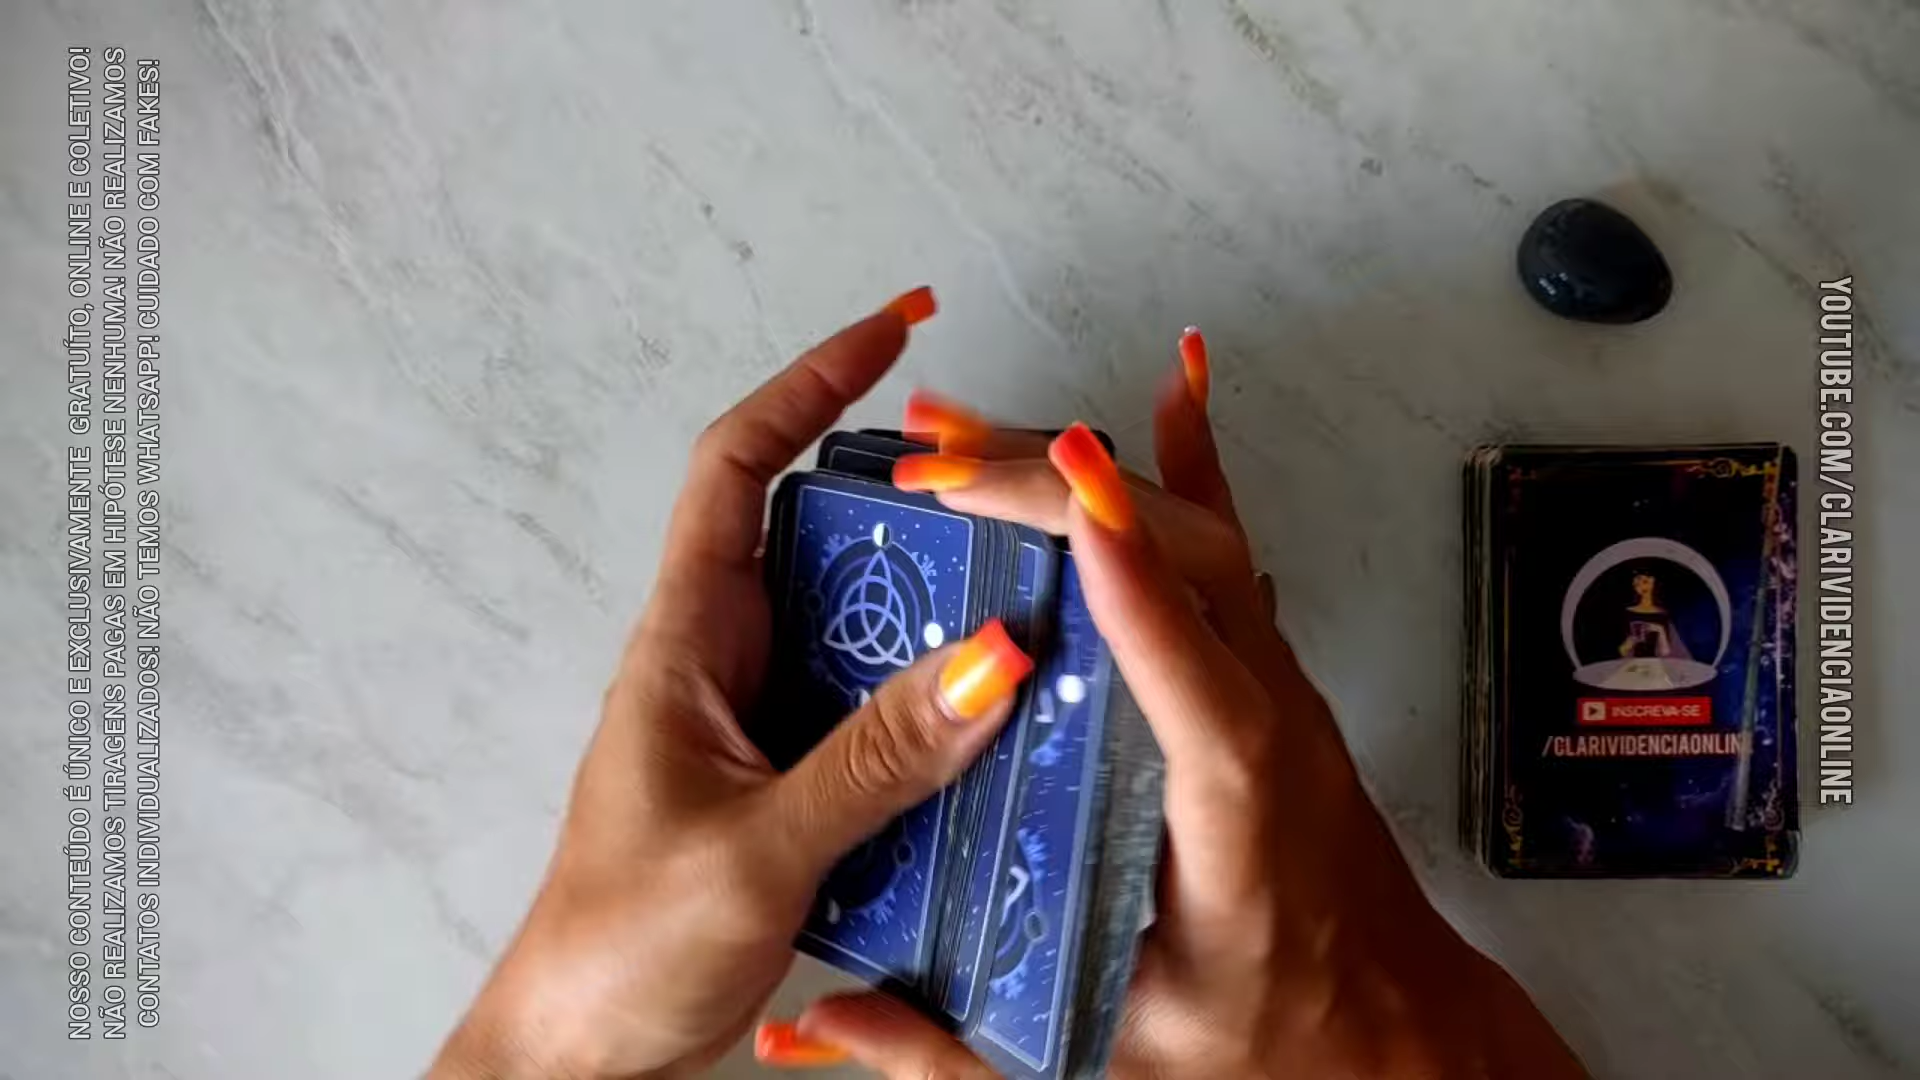 NOSSO CONTEÚDO É ÚNICO E EXCLUSIVAMENTE GRATUÍTO, ONLINE E COLETIVO!
NÃO REALIZAMOS TIRAGENS PAGAS EM HIPÓTESE NENHUMA! NÃO REALIZAMOS
CONTATOS INDIVIDUALIZADOS! NÃO TEMOS WHATSAPP! CUIDADO COM FAKES!
INSCREVA-SE
/CLARIVIDENCIAONLINE
YOUTUBE.COM/CLARIVIDENCIAONLINE